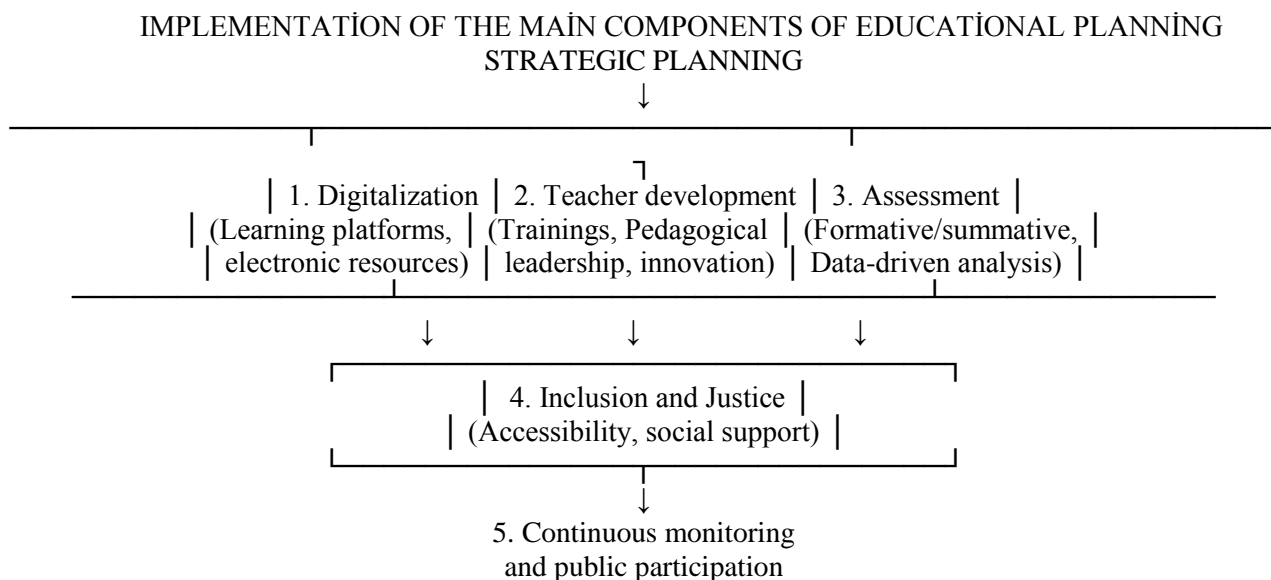 IMPLEMENTATION OF THE MAİN COMPONENTS OF EDUCATİONAL PLANNİNG
STRATEGIC PLANNING
↓
│ 1. Digitalization │ 2. Teacher development │ 3. Assessment │
│ (Learning platforms, │ (Trainings, Pedagogical │ (Formative/summative, │
│ electronic resources) │ leadership, innovation) │ Data-driven analysis) │
↓ ↓ ↓
│ 4. Inclusion and Justice │
│ (Accessibility, social support) │
↓
5. Continuous monitoring
and public participation